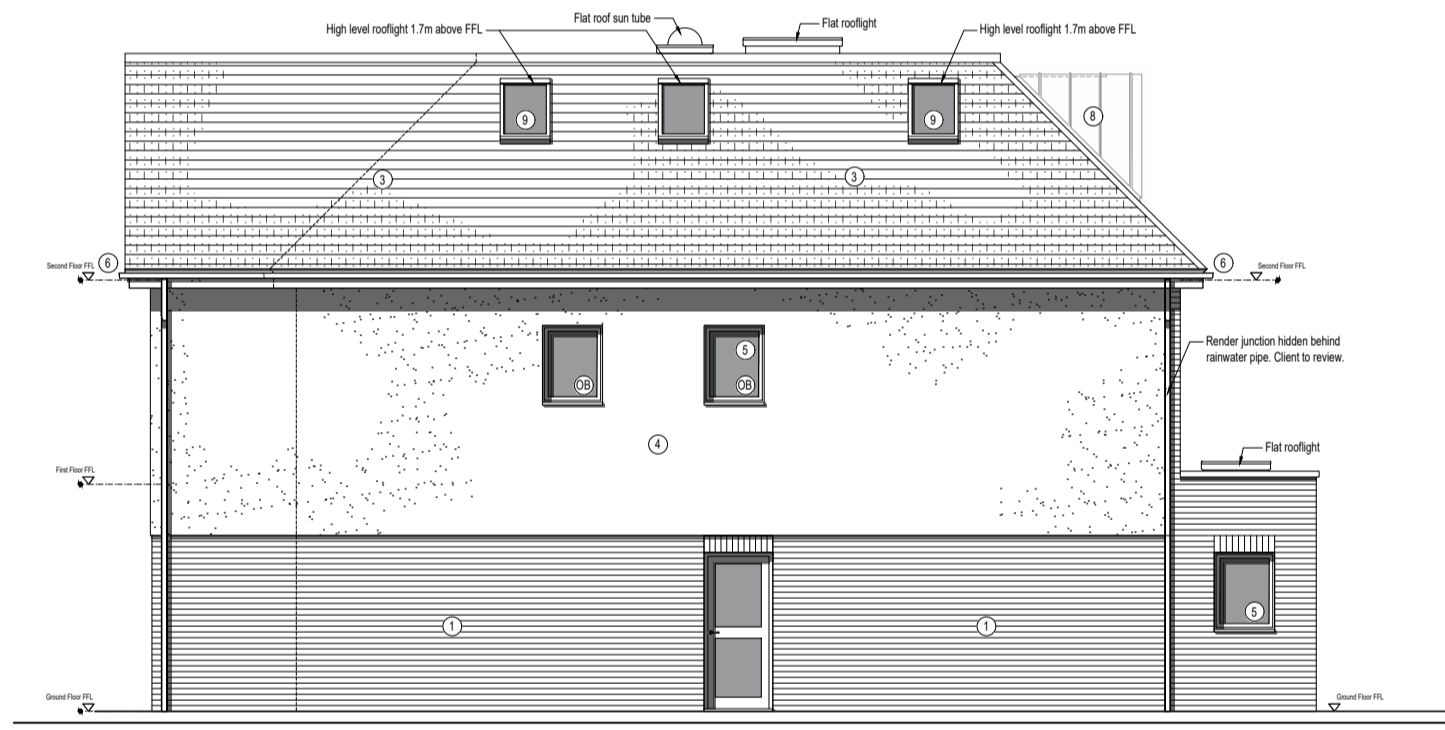 Flat roof sun tube
Flat rooflight
High level rooflight 1.7m above FFL
High level rooflight 1.7m above FFL
9
9
8
3
3
Second Floor FFL
6
6
Second Floor FFL
Render junction hidden behind
rainwater pipe. Client to review.
5
OB
OB
4
Flat rooflight
First Floor FFL
5
1
1
Ground Floor FFL
Ground Floor FFL